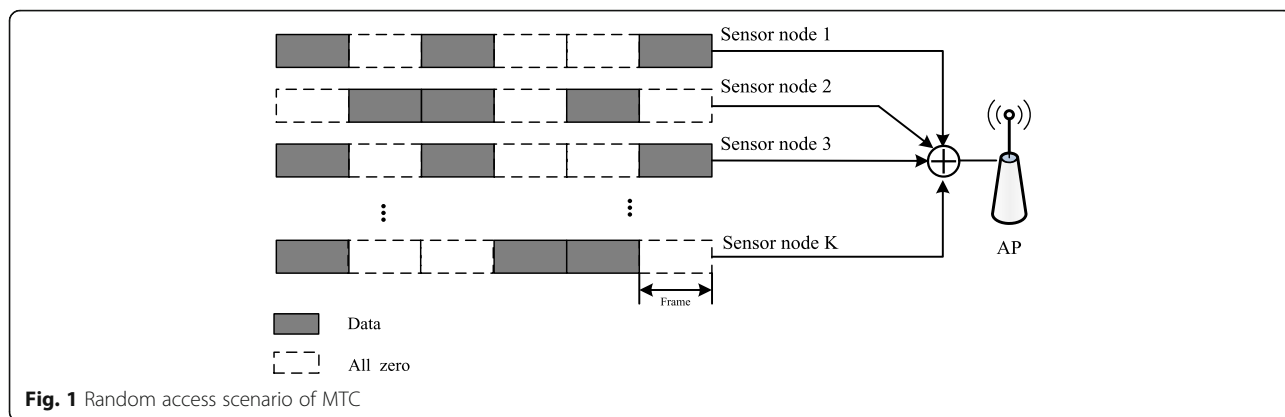 Sensor node 1
Sensor node 2
Sensor node 3
Sensor node K
AP
Frame
Data
All zero
Fig. 1 Random access scenario of MTC